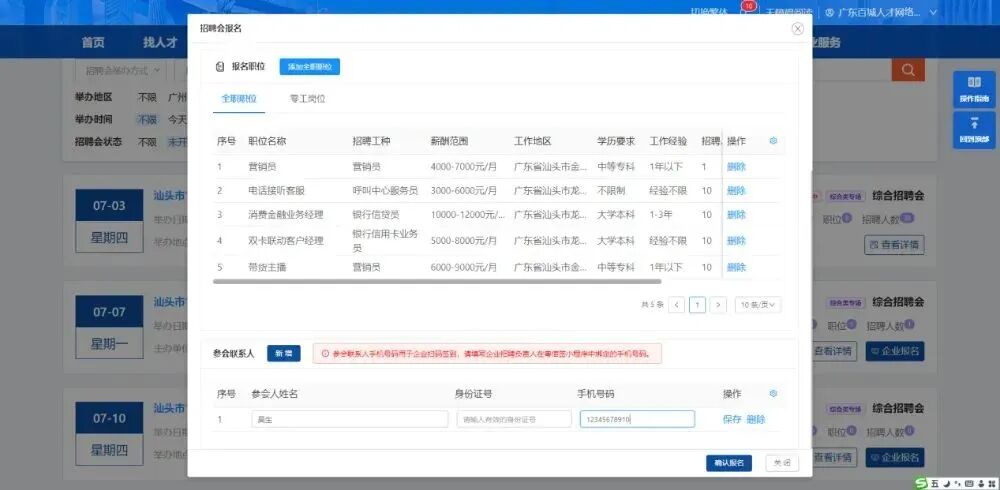 招聘会报名
切换繁体 10 无障碍阅读 广东百城人才网络...
首页 找人才
业服务
报名职位 添加全职职位
招聘会举办方式
全职职位 零工岗位
举办地区 不限 广州
举办时间 不限 今天
招聘会状态 不限 未开
操作指南
回到顶部
序号 职位名称 招聘工种 薪酬范围 工作地区 学历要求 工作经验 招聘. 操作
1 营销员 营销员 4000-7000元/月 广东省汕头市金... 中等专科 1年以下 1 删除
2 电话接听客服 呼叫中心服务员 3000-6000元/月 广东省汕头市龙... 不限制 经验不限 10 删除
3 消费金融业务经理 银行信贷员 10000-12000元/... 广东省汕头市龙... 大学本科 1-3年 10 删除
4 双卡联动客户经理 银行信用卡业务员 5000-8000元/月 广东省汕头市龙... 大学本科 经验不限 10 删除
5 带货主播 营销员 6000-9000元/月 广东省汕头市金... 中等专科 1年以下 10 删除
共 5 条 < 1 > 10 条/页
07-03
星期四
汕头市
举办日期
举办地点
综合类专场 综合招聘会
职位 招聘人数
查看详情
07-07
星期一
汕头市
举办日期
主办单位
综合类专场 综合招聘会
职位 招聘人数
查看详情 企业报名
参会联系人 新增 参会联系人手机号码用于企业扫码签到，请填写企业招聘负责人在粤信签小程序中绑定的手机号码。
序号 参会人姓名 身份证号 手机号码 操作
1 吴生 请输入有效的身份证号 12345678910 保存 删除
07-10
星期四
汕头市
举办日期
举办地点
综合类专场 综合招聘会
职位 招聘人数
查看详情 企业报名
确认报名 关闭
五